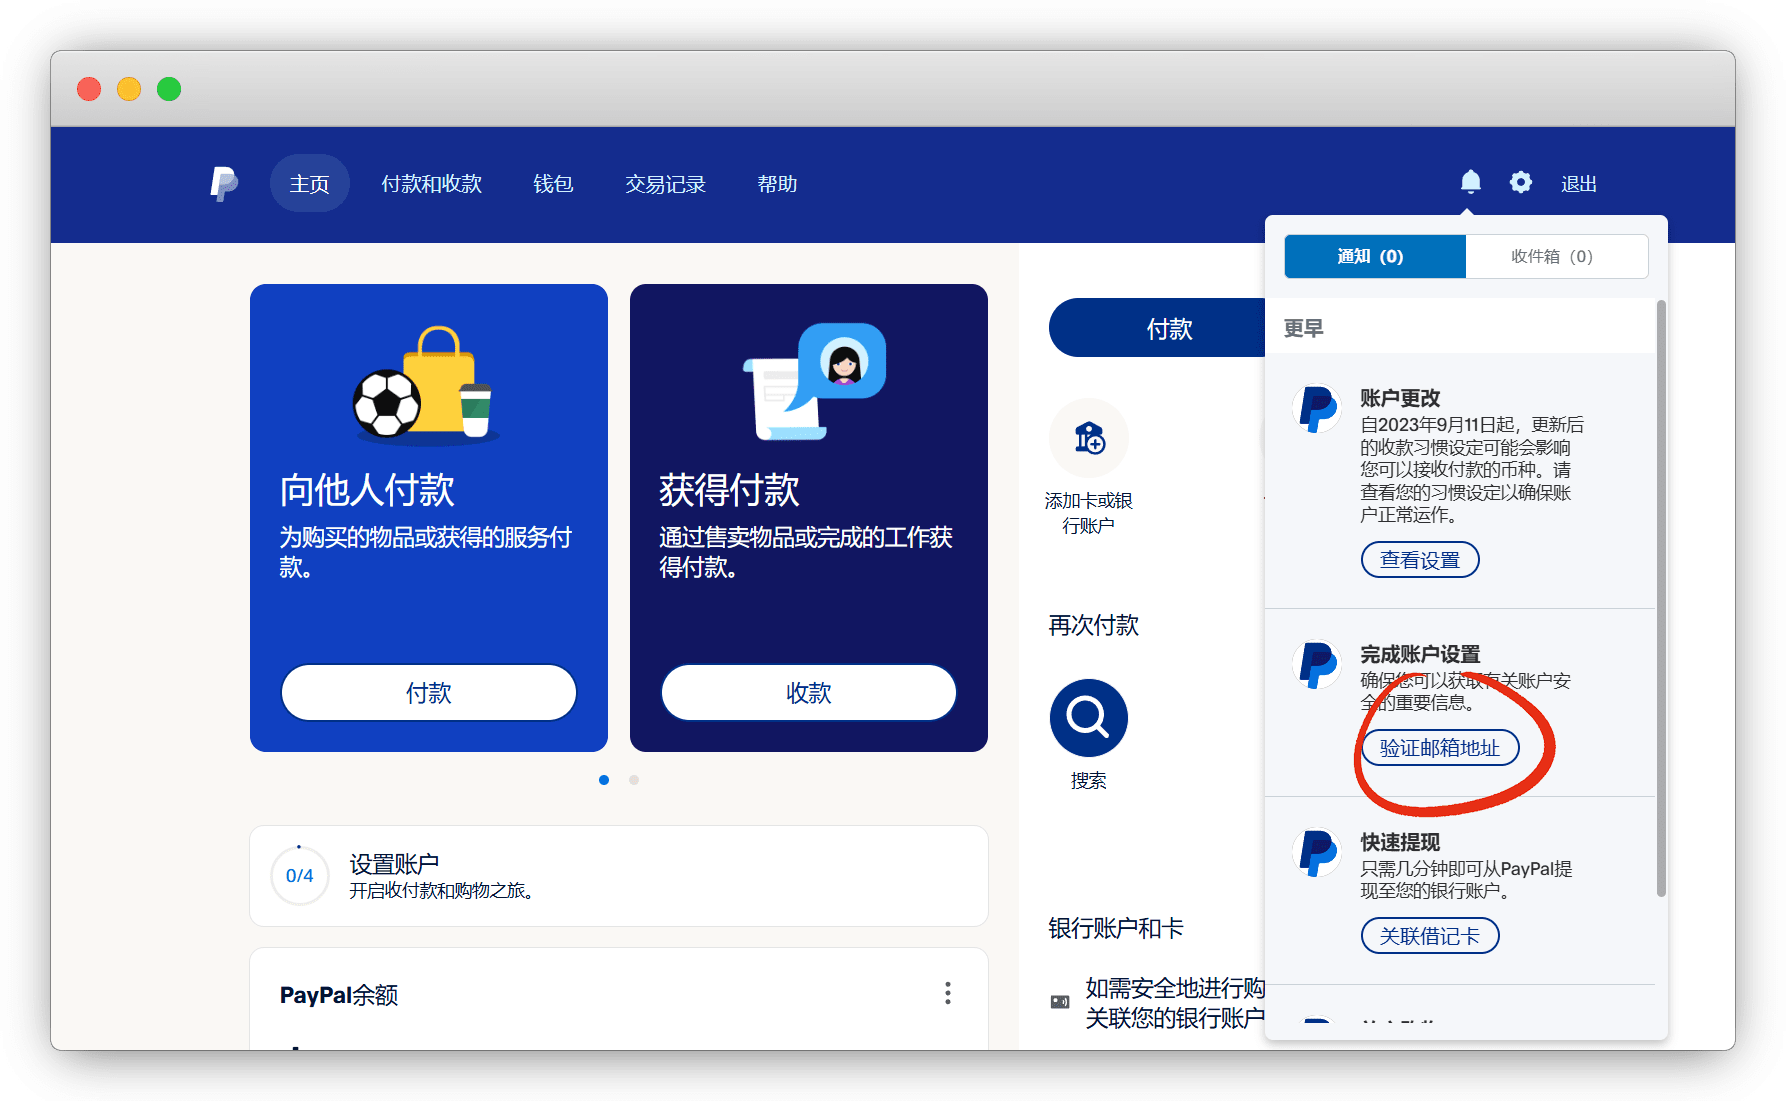 主页
付款和收款
钱包
交易记录
帮助
退出
通知 (0)
收件箱 (0)
更早
账户更改
自2023年9月11日起，更新后
的收款习惯设定可能会影响
您可以接收付款的币种。请
查看您的习惯设定以确保账
户正常运作。
查看设置
完成账户设置
确保您可以获取有关账户安
全的重要信息。
验证邮箱地址
快速提现
只需几分钟即可从PayPal提
现至您的银行账户。
关联借记卡
向他人付款
为购买的物品或获得的服务付
款。
付款
获得付款
通过售卖物品或完成的工作获
得付款。
收款
0/4
设置账户
开启收付款和购物之旅。
PayPal余额
付款
添加卡或银
行账户
再次付款
搜索
银行账户和卡
如需安全地进行购
关联您的银行账户